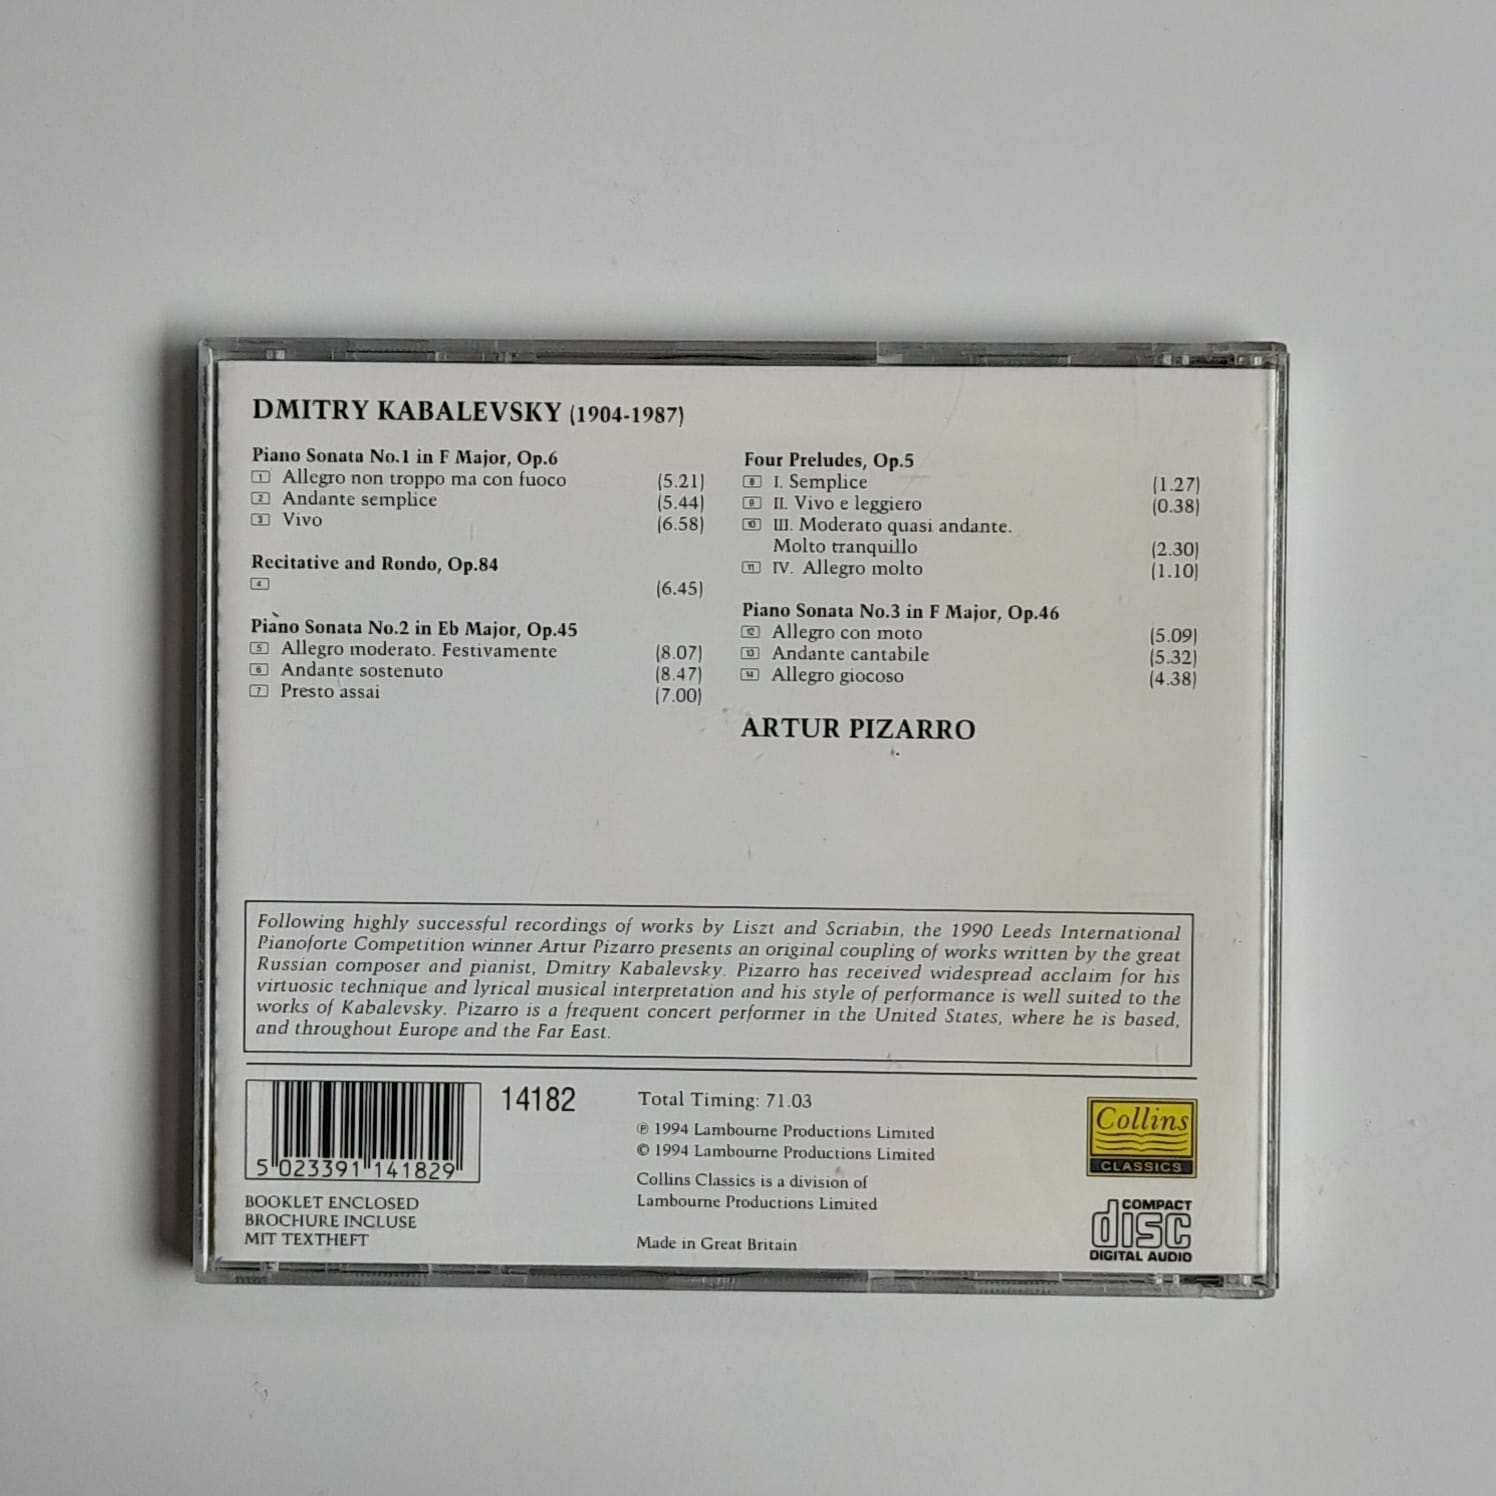 DMITRY KABALEVSKY (1904-1987)
Piano Sonata No.1 in F Major, Op.6
1 Allegro non troppo ma con fuoco (5.21)
2 Andante semplice (5.44)
3 Vivo (6.58)
Recitative and Rondo, Op.84
4 (6.45)
Piano Sonata No.2 in Eb Major, Op.45
5 Allegro moderato. Festivamente (8.07)
6 Andante sostenuto (8.47)
7 Presto assai (7.00)
Four Preludes, Op.5
8 I. Semplice (1.27)
9 II. Vivo e leggiero (0.38)
10 III. Moderato quasi andante.
Molto tranquillo (2.30)
11 IV. Allegro molto (1.10)
Piano Sonata No.3 in F Major, Op.46
12 Allegro con moto (5.09)
13 Andante cantabile (5.32)
14 Allegro giocoso (4.38)
ARTUR PIZARRO
Following highly successful recordings of works by Liszt and Scriabin, the 1990 Leeds International
Pianoforte Competition winner Artur Pizarro presents an original coupling of works written by the great
Russian composer and pianist, Dmitry Kabalevsky. Pizarro has received widespread acclaim for his
virtuosic technique and lyrical musical interpretation and his style of performance is well suited to the
works of Kabalevsky. Pizarro is a frequent concert performer in the United States, where he is based,
and throughout Europe and the Far East.
5 023391 141829
BOOKLET ENCLOSED
BROCHURE INCLUSE
MIT TEXTHEFT
14182
Total Timing: 71.03
℗ 1994 Lambourne Productions Limited
© 1994 Lambourne Productions Limited
Collins Classics is a division of
Lambourne Productions Limited
Made in Great Britain
Collins
CLASSICS
COMPACT
disc
DIGITAL AUDIO